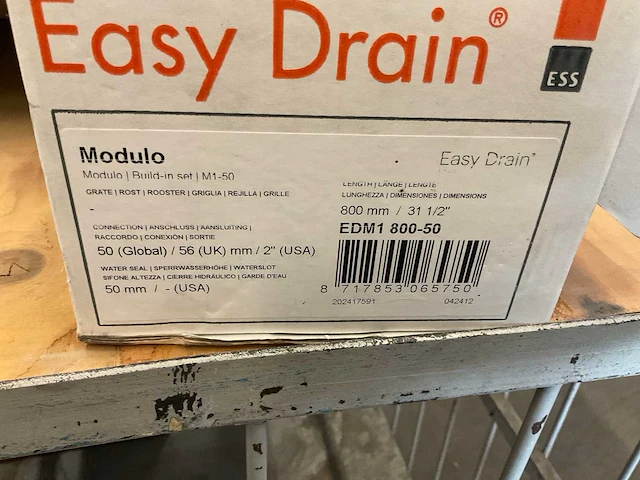 Easy Drain®
ESS
Modulo
Modulo | Build-in set | M1-50
Easy Drain®
GRATE | ROST | ROOSTER | GRIGLIA | REJILLA | GRILLE
-
LENGTH | LÄNGE | LENGTE
LUNGHEZZA | DIMENSIONES | DIMENSIONS
800 mm / 31 1/2"
CONNECTION | ANSCHLUSS | AANSLUITING |
RACCORDO | CONEXIÓN | SORTIE
50 (Global) / 56 (UK) mm / 2" (USA)
EDM1 800-50
WATER SEAL | SPERRWASSERHÖHE | WATERSLOT
SIFONE ALTEZZA | CIERRE HIDRÁULICO | GARDE D'EAU
50 mm / - (USA)
8 717853 065750
202417591 042412